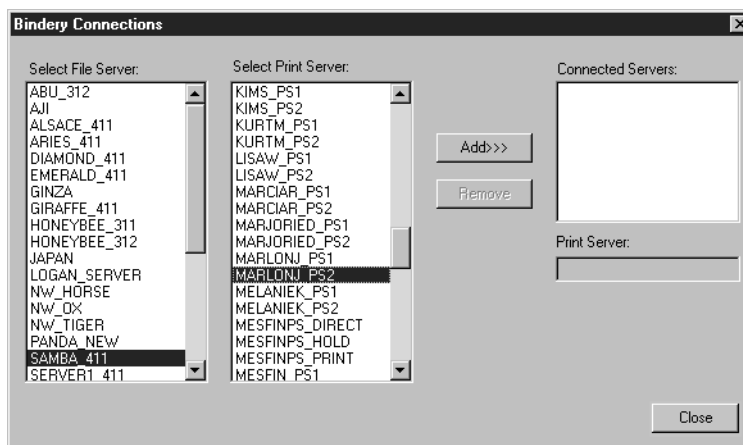 Bindery Connections
Select File Server:
ABU_312
AJI
ALSACE_411
ARIES_411
DIAMOND_411
EMERALD_411
GINZA
GIRAFFE_411
HONEYBEE_311
HONEYBEE_312
JAPAN
LOGAN_SERVER
NW_HORSE
NW_OX
NW_TIGER
PANDA_NEW
SAMBA_411
SERVER1_411
Select Print Server:
KIMS_PS1
KIMS_PS2
KURTM_PS1
KURTM_PS2
LISAW_PS1
LISAW_PS2
MARCIAR_PS1
MARCIAR_PS2
MARJORIED_PS1
MARJORIED_PS2
MARLONJ_PS1
MARLONJ_PS2
MELANIEK_PS1
MELANIEK_PS2
MESFINPS_DIRECT
MESFINPS_HOLD
MESFINPS_PRINT
MESFIN_PS1
Add>>>
Remove
Connected Servers:
Print Server:
Close